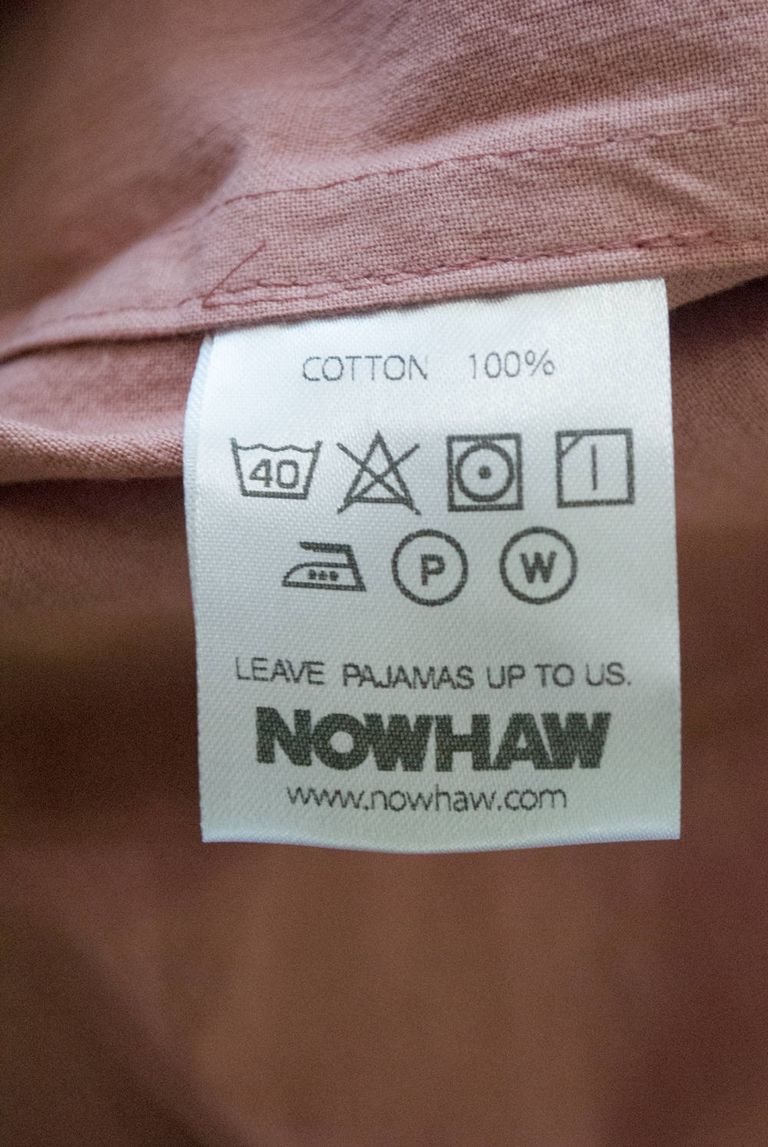 COTTON 100%
40
P W
LEAVE PAJAMAS UP TO US.
NOWHAW
www.nowhaw.com